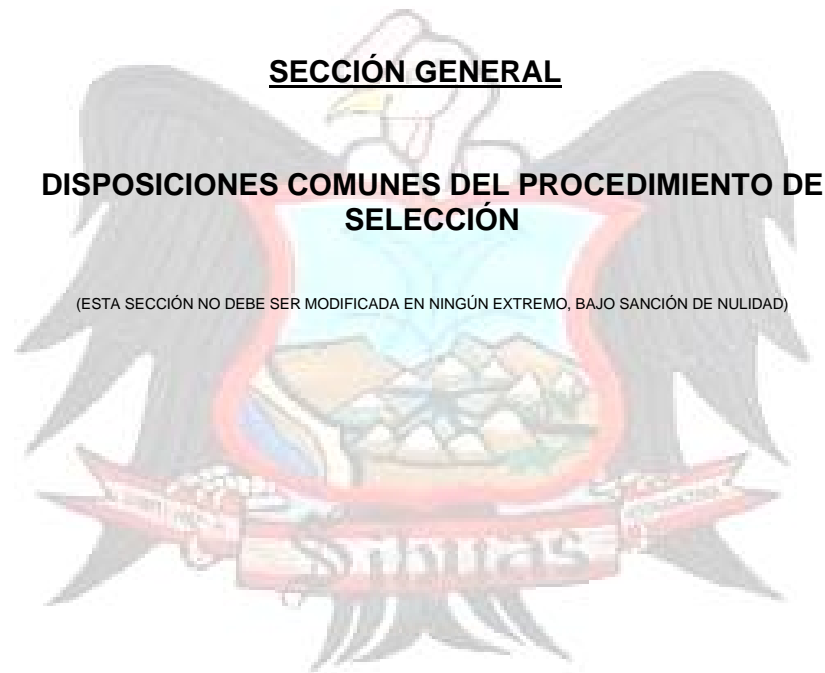 SECCIÓN GENERAL
DISPOSICIONES COMUNES DEL PROCEDIMIENTO DE
SELECCIÓN
(ESTA SECCIÓN NO DEBE SER MODIFICADA EN NINGÚN EXTREMO, BAJO SANCIÓN DE NULIDAD)